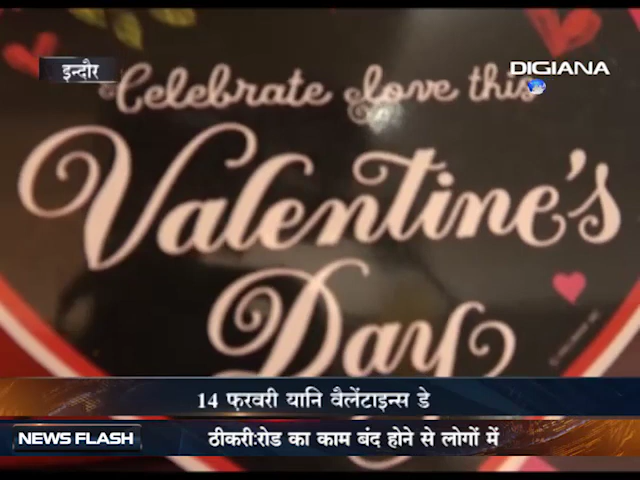 इन्दौर
DIGIANA
Celebrate love this
Valentine's
Day
14 फरवरी यानि वैलेंटाइन्स डे
NEWS FLASH
ठीकरी:रोड का काम बंद होने से लोगों में